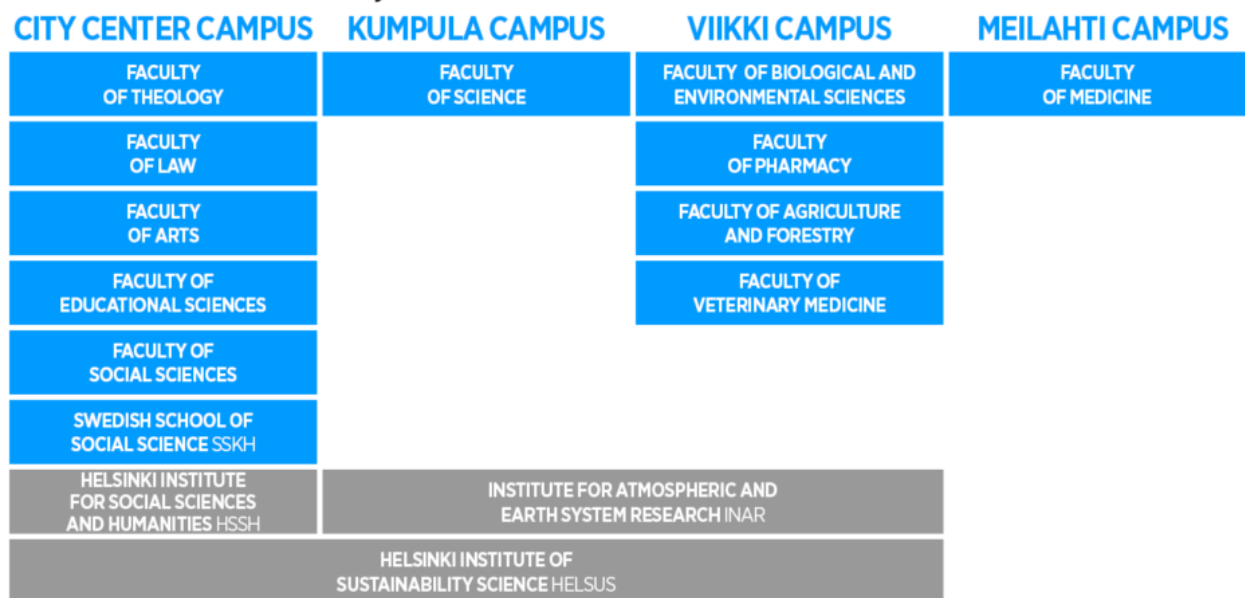 CITY CENTER CAMPUS
KUMPULA CAMPUS
VIIKKI CAMPUS
MEILAHTI CAMPUS
FACULTY
OF THEOLOGY
FACULTY
OF SCIENCE
FACULTY OF BIOLOGICAL AND
ENVIRONMENTAL SCIENCES
FACULTY
OF MEDICINE
FACULTY
OF LAW
FACULTY
OF PHARMACY
FACULTY
OF ARTS
FACULTY OF AGRICULTURE
AND FORESTRY
FACULTY OF
EDUCATIONAL SCIENCES
FACULTY OF
VETERINARY MEDICINE
FACULTY OF
SOCIAL SCIENCES
SWEDISH SCHOOL OF
SOCIAL SCIENCE SSKH
HELSINKI INSTITUTE
FOR SOCIAL SCIENCES
AND HUMANITIES HSSH
INSTITUTE FOR ATMOSPHERIC AND
EARTH SYSTEM RESEARCH INAR
HELSINKI INSTITUTE OF
SUSTAINABILITY SCIENCE HELSUS